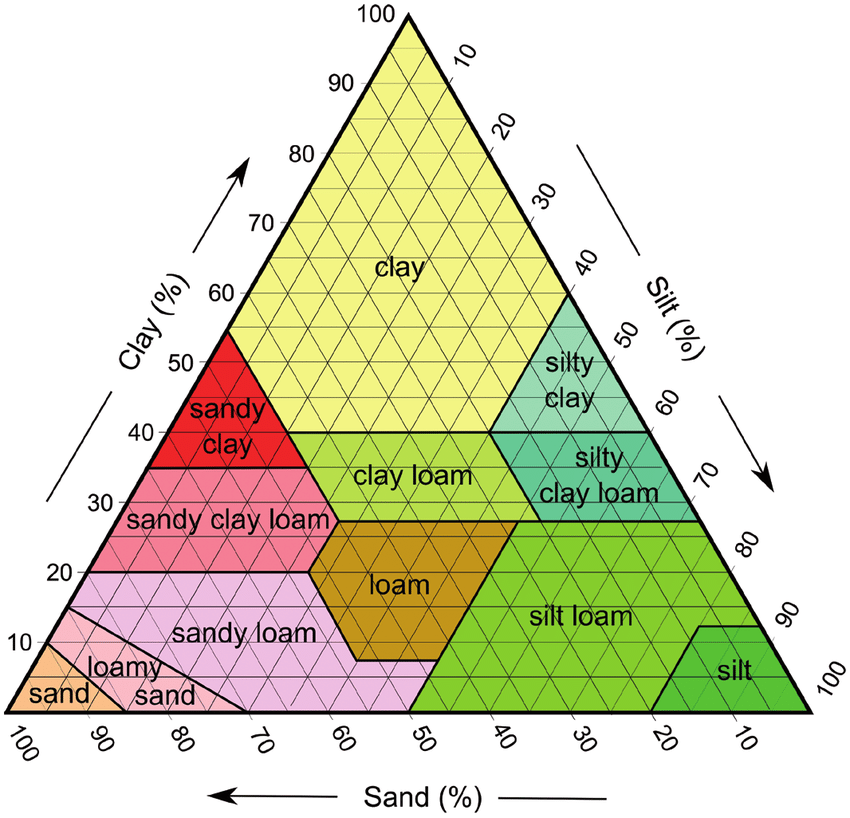 100
90
80
70
60
50
40
30
20
10
Clay (%)
10
20
30
40
50
60
70
80
90
100
Silt (%)
clay
silty
clay
sandy
clay
clay loam
silty
clay loam
sandy clay loam
loam
silt loam
sandy loam
loamy
sand
sand
silt
100
90
80
70
60
50
40
30
20
10
Sand (%)